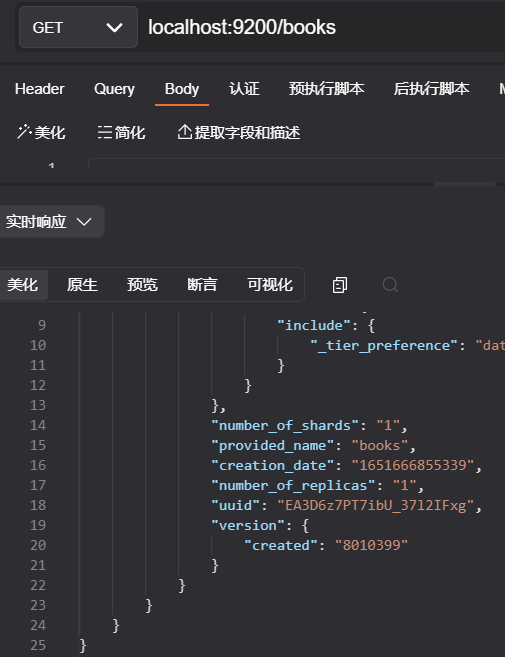 GET localhost:9200/books
Header Query Body 认证 预执行脚本 后执行脚本
美化 简化 提取字段和描述
1
实时响应
美化 原生 预览 断言 可视化
9 "include": {
10 "_tier_preference": "dat
11 }
12 }
13 },
14 "number_of_shards": "1",
15 "provided_name": "books",
16 "creation_date": "1651666855339",
17 "number_of_replicas": "1",
18 "uuid": "EA3D6z7PT7ibU_37l2IFxg",
19 "version": {
20 "created": "8010399"
21 }
22 }
23 }
24 }
25 }